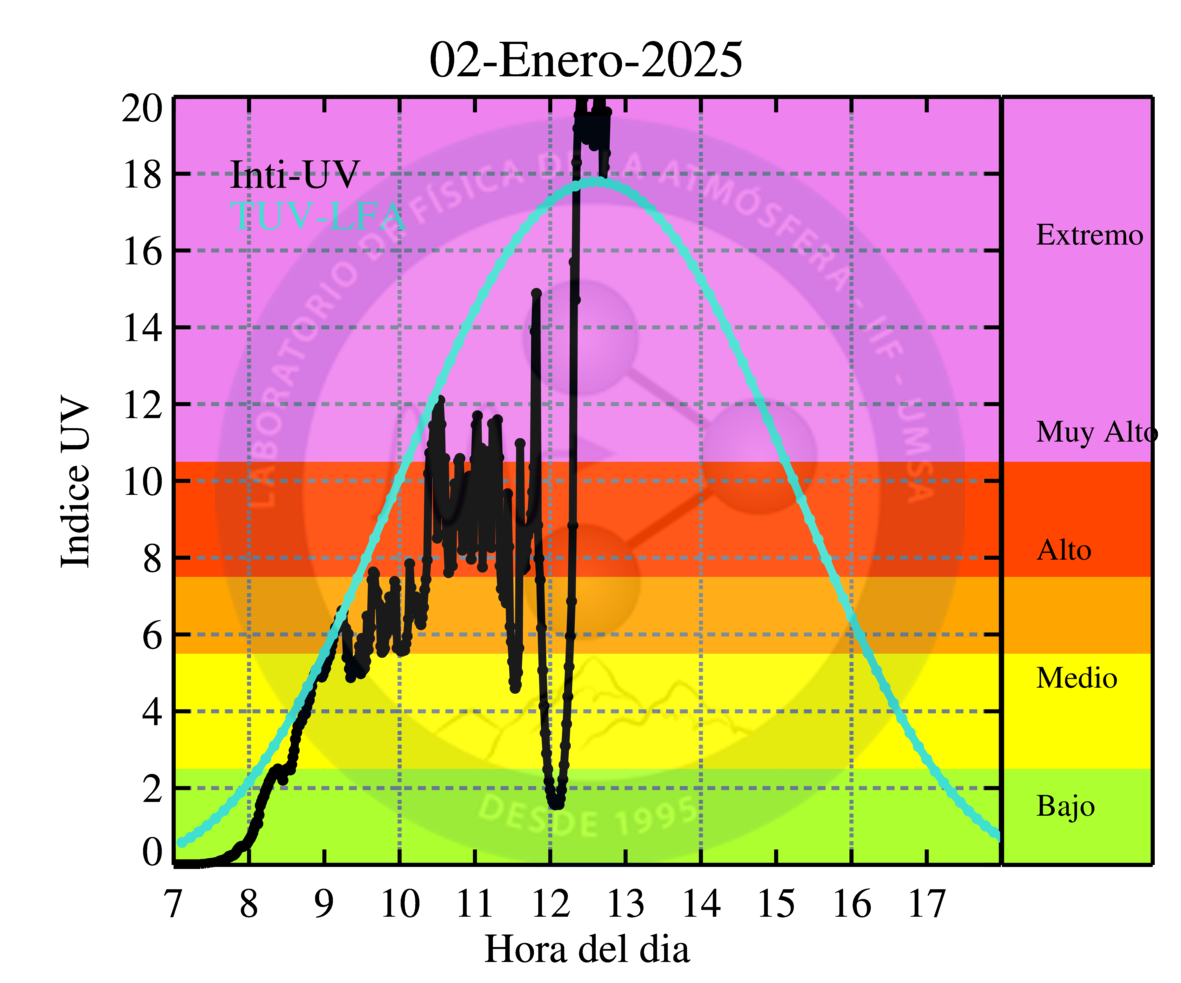 02-Enero-2025
20
18
16
14
12
10
8
6
4
2
0
Indice UV
Inti-UV
TUV-LFA
LABORATORIO DE FÍSICA DE LA ATMÓSFERA - IIF - UMSA
DESDE 1995
Extremo
Muy Alto
Alto
Medio
Bajo
7 8 9 10 11 12 13 14 15 16 17
Hora del dia